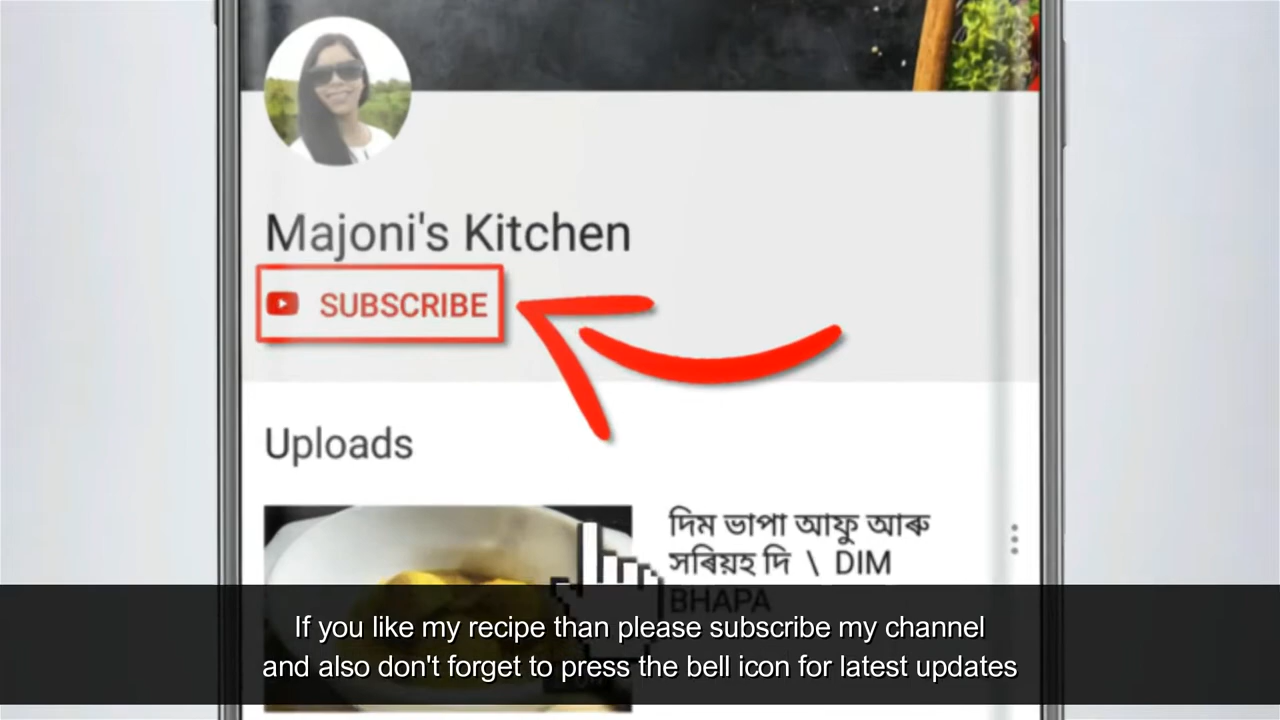 Majoni's Kitchen
SUBSCRIBE
Uploads
দিম ভাপা আফু আৰু
সৰিয়হ দি \ DIM
BHAPA
If you like my recipe than please subscribe my channel
and also don't forget to press the bell icon for latest updates